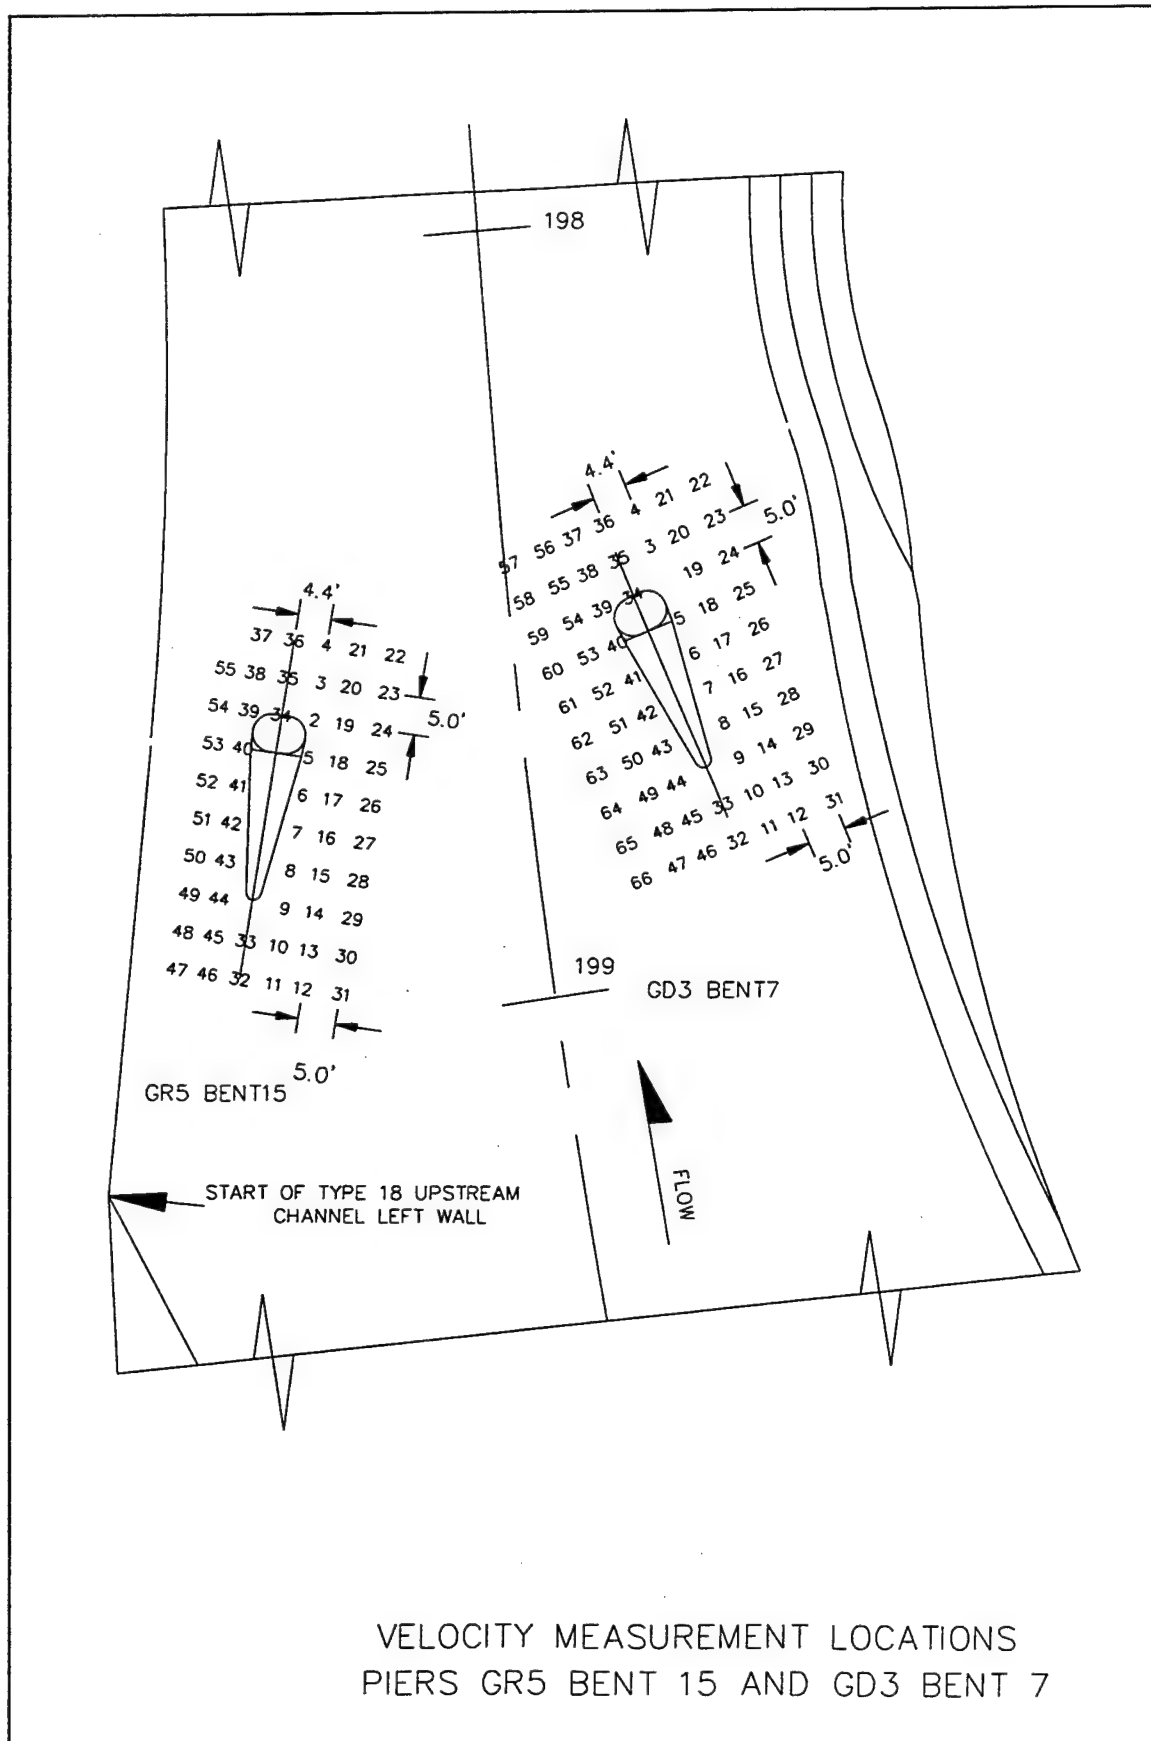 198
4.4'
57 56 37 36 4 21 22
58 55 38 35 3 20 23
5.0'
59 54 39 34 19 24
60 53 40 5 18 25
61 52 41 6 17 26
62 51 42 7 16 27
63 50 43 8 15 28
64 49 44 9 14 29
65 48 45 33 10 13 30
66 47 46 32 11 12 31
5.0'
4.4'
37 36 4 21 22
55 38 35 3 20 23
5.0'
54 39 34 2 19 24
53 40 5 18 25
52 41 6 17 26
51 42 7 16 27
50 43 8 15 28
49 44 9 14 29
48 45 33 10 13 30
47 46 32 11 12 31
5.0'
199
GD3 BENT7
GR5 BENT15
FLOW
START OF TYPE 18 UPSTREAM
CHANNEL LEFT WALL
VELOCITY MEASUREMENT LOCATIONS
PIERS GR5 BENT 15 AND GD3 BENT 7